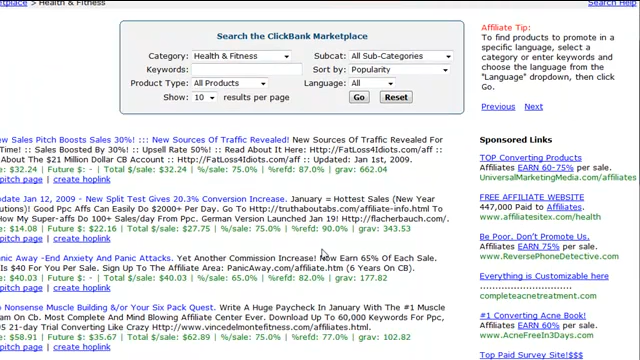 etplace > Health & Fitness
Search Help
Search the ClickBank Marketplace
Category: Health & Fitness Subcat: All Sub-Categories
Keywords: Sort by: Popularity
Product Type: All Products Language: All
Show: 10 results per page Go Reset
Affiliate Tip:
To find products to promote in a
specific language, select a
category or enter keywords and
choose the language from the
"Language" dropdown, then click
Go.
Previous Next
ew Sales Pitch Boosts Sales 30%! ::: New Sources Of Traffic Revealed! New Sources Of Traffic For
ime :: Sales Boosted By 30% :: Upsell Rate 50% :: Read About It Here: Http://FatLoss4Idiots.com/aff ::
About The $21 Million Dollar CB Account :: Http://FatLoss4Idiots.com/aff :: Updated: Jan 1st, 2009.
e: $32.24 | Future $: - | Total $/sale: $32.24 | %/sale: 75.0% | %refd: 87.0% | grav: 662.04
pitch page | create hoplink
date Jan 12, 2009 - New Split Test Gives 20.3% Conversion Increase. January = Hottest Sales (New Year
utions)! Good Ppc Affs Can Easily Do $2000+ Per Day. Go To Http://truthaboutabs.com/affiliate-info.html To
How My Super-affs Do 100+ Sales/day From Ppc. German Version Launched Jan 19! Http://flacherbauch.com/.
e: $14.08 | Future $: $22.16 | Total $/sale: $27.75 | %/sale: 75.0% | %refd: 90.0% | grav: 343.53
pitch page | create hoplink
anic Away -End Anxiety And Panic Attacks. Yet Another Commission Increase! Now Earn 65% Of Each Sale.
Is $40 For You Per Sale. Sign Up To The Affiliate Area: PanicAway.com/affiliate.htm (6 Years On CB).
e: $40.03 | Future $: - | Total $/sale: $40.03 | %/sale: 65.0% | %refd: 82.0% | grav: 177.82
pitch page | create hoplink
o Nonsense Muscle Building &/or Your Six Pack Quest. Write A Huge Paycheck In January With The #1 Muscle
am On Cb. Most Complete And Mind Blowing Affiliate Center Ever. Download Up To 60,000 Keywords For Ppc,
05 21-day Trial Converting Like Crazy Http://www.vincedelmontefitness.com/affiliates.html.
e: $58.91 | Future $: $35.67 | Total $/sale: $62.89 | %/sale: 75.0% | %refd: 77.0% | grav: 102.82
pitch page | create hoplink
Sponsored Links
TOP Converting Products
Affiliates EARN 60-75% per sale.
UniversalMarketingMedia.com/affiliates
FREE AFFILIATE WEBSITE
447,000 Paid to Affiliates.
www.affiliatesitex.com/health
Be Poor, Don't Promote Us.
Affiliates EARN 75% per sale.
www.ReversePhoneDetective.com
Everything is Customizable here
completeacnetreatment.com
#1 Converting Acne Book!
Affiliates EARN 60% per sale.
www.AcneFreeIn3Days.com
Top Paid Survey Site!